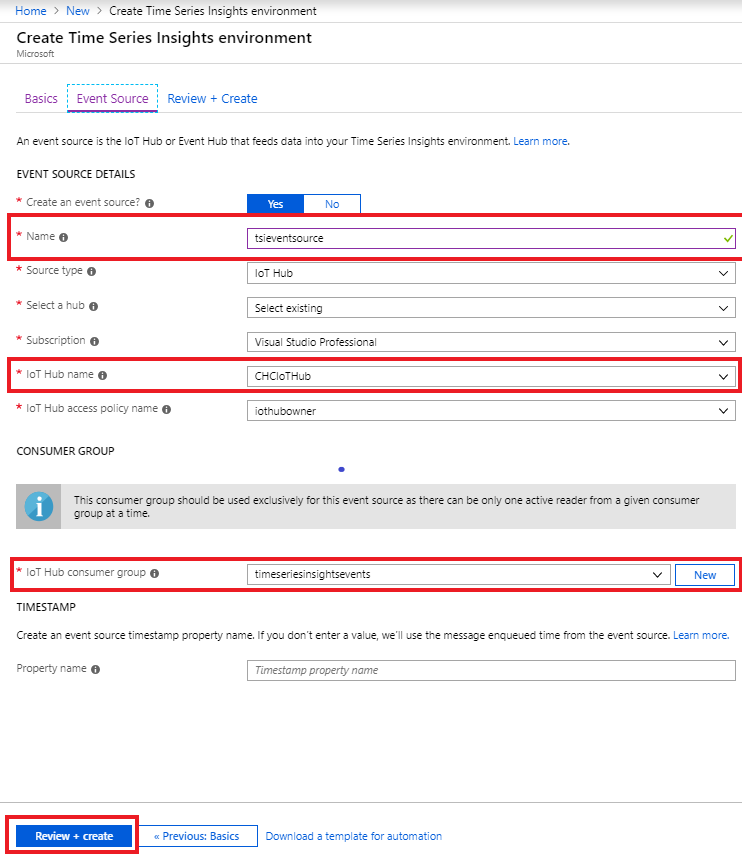 Home > New > Create Time Series Insights environment
Create Time Series Insights environment
Microsoft
Basics Event Source Review + Create
An event source is the IoT Hub or Event Hub that feeds data into your Time Series Insights environment. Learn more.
EVENT SOURCE DETAILS
* Create an event source? Yes No
* Name tsieventsource
* Source type IoT Hub
* Select a hub Select existing
* Subscription Visual Studio Professional
* IoT Hub name CHCIoTHub
* IoT Hub access policy name iothubowner
CONSUMER GROUP
This consumer group should be used exclusively for this event source as there can be only one active reader from a given consumer
group at a time.
* IoT Hub consumer group timeseriesinsightsevents New
TIMESTAMP
Create an event source timestamp property name. If you don't enter a value, we'll use the message enqueued time from the event source. Learn more.
Property name Timestamp property name
Review + create « Previous: Basics Download a template for automation